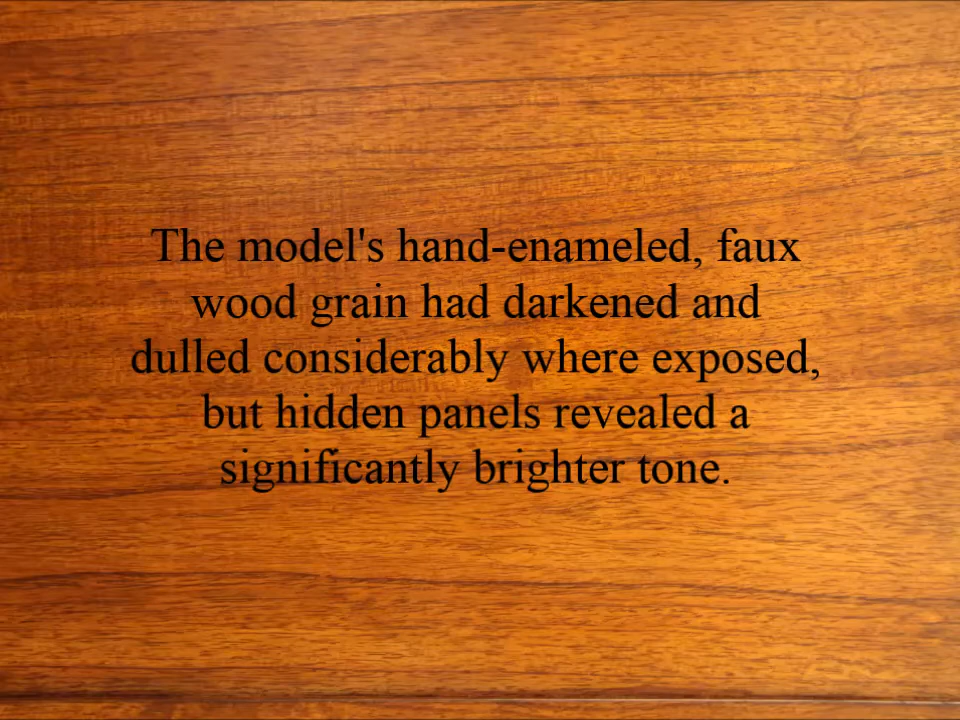 The model's hand-enameled, faux
wood grain had darkened and
dulled considerably where exposed,
but hidden panels revealed a
significantly brighter tone.